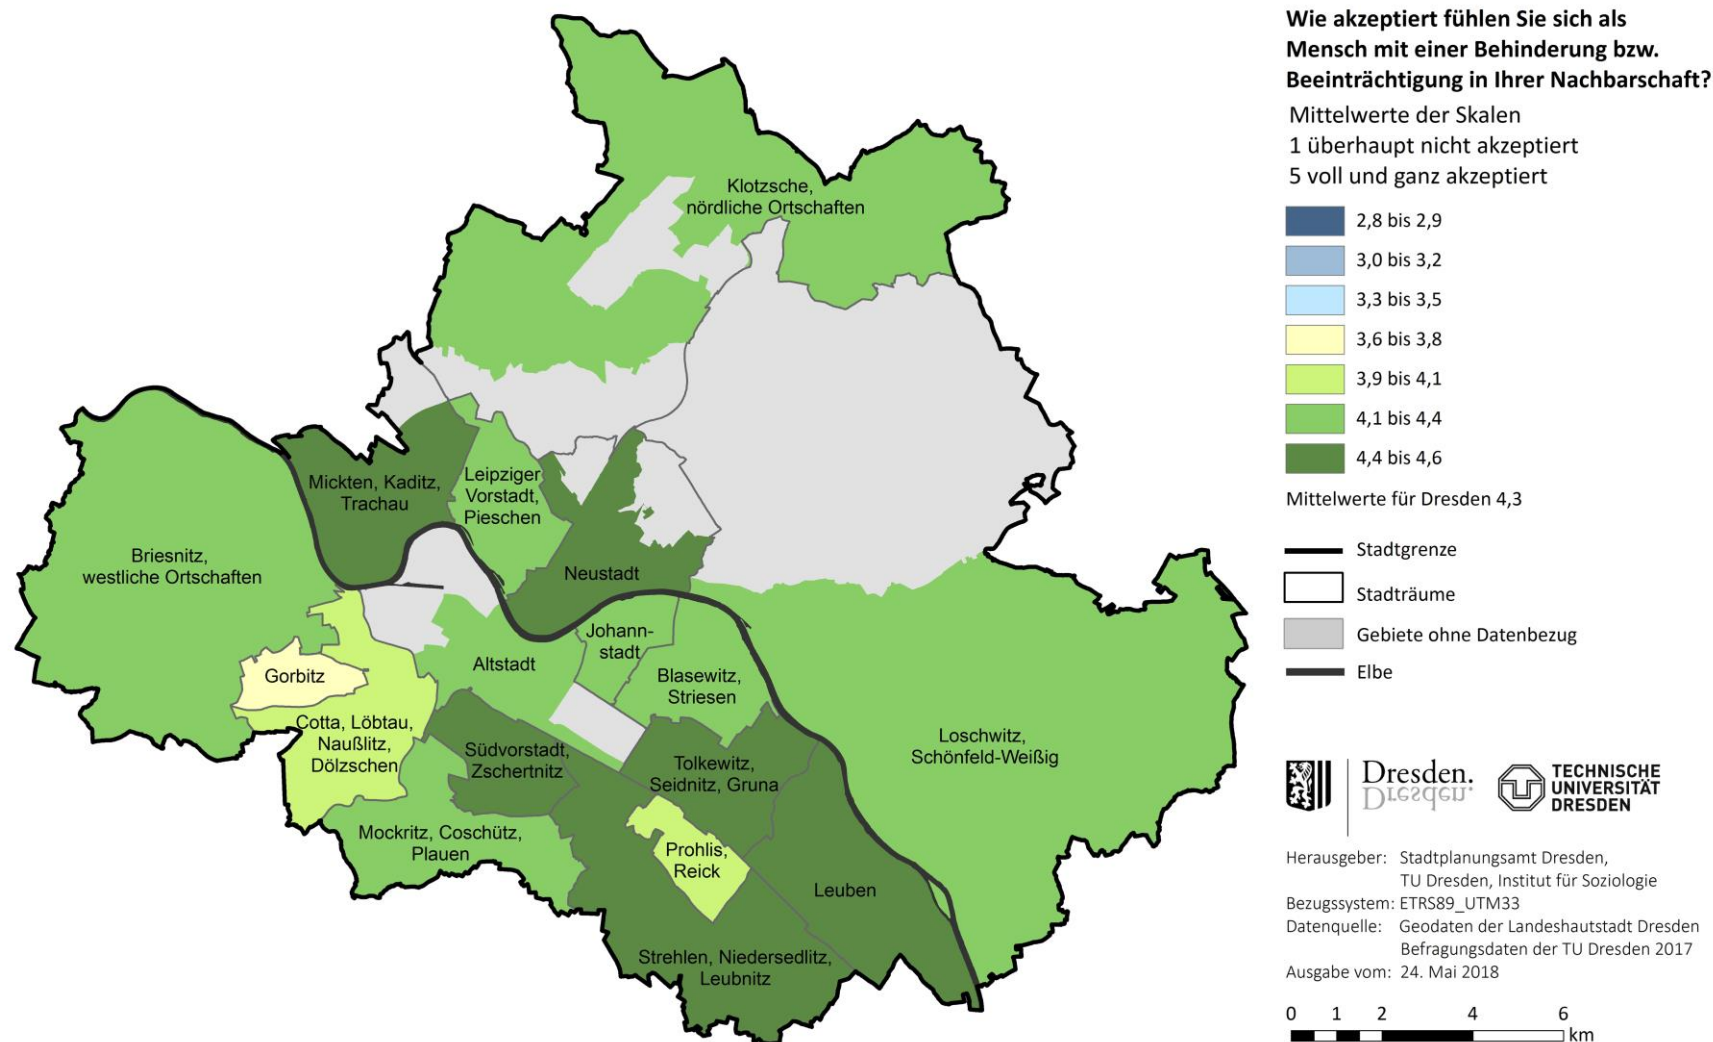 Wie akzeptiert fühlen Sie sich als
Mensch mit einer Behinderung bzw.
Beeinträchtigung in Ihrer Nachbarschaft?
Mittelwerte der Skalen
1 überhaupt nicht akzeptiert
5 voll und ganz akzeptiert
2,8 bis 2,9
3,0 bis 3,2
3,3 bis 3,5
3,6 bis 3,8
3,9 bis 4,1
4,1 bis 4,4
4,4 bis 4,6
Mittelwerte für Dresden 4,3
Stadtgrenze
Stadträume
Gebiete ohne Datenbezug
Elbe
Klotzsche,
nördliche Ortschaften
Mickten, Kaditz,
Trachau
Leipziger
Vorstadt,
Pieschen
Briesnitz,
westliche Ortschaften
Neustadt
Johann-
stadt
Altstadt
Gorbitz
Blasewitz,
Striesen
Cotta, Löbtau,
Naußlitz,
Dölzschen
Südvorstadt,
Zschertnitz
Tolkewitz,
Seidnitz, Gruna
Loschwitz,
Schönfeld-Weißig
Mockritz, Coschütz,
Plauen
Prohlis,
Reick
Leuben
Strehlen, Niedersedlitz,
Leubnitz
Dresden.
Dresden.
TECHNISCHE
UNIVERSITÄT
DRESDEN
Herausgeber: Stadtplanungsamt Dresden,
TU Dresden, Institut für Soziologie
Bezugssystem: ETRS89_UTM33
Datenquelle: Geodaten der Landeshautstadt Dresden
Befragungsdaten der TU Dresden 2017
Ausgabe vom: 24. Mai 2018
0 1 2 4 6
km